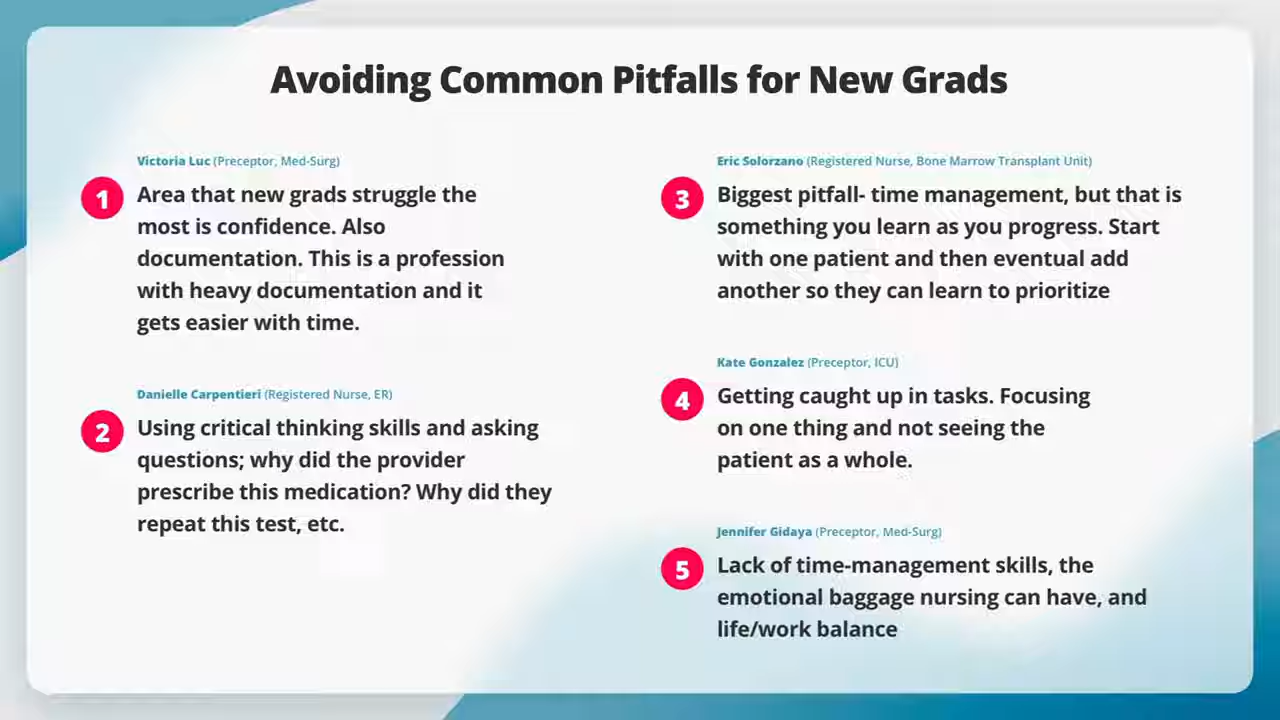 Avoiding Common Pitfalls for New Grads
Victoria Luc (Preceptor, Med-Surg)
1
Area that new grads struggle the
most is confidence. Also
documentation. This is a profession
with heavy documentation and it
gets easier with time.
Danielle Carpentieri (Registered Nurse, ER)
2
Using critical thinking skills and asking
questions; why did the provider
prescribe this medication? Why did they
repeat this test, etc.
Eric Solorzano (Registered Nurse, Bone Marrow Transplant Unit)
3
Biggest pitfall- time management, but that is
something you learn as you progress. Start
with one patient and then eventual add
another so they can learn to prioritize
Kate Gonzalez (Preceptor, ICU)
4
Getting caught up in tasks. Focusing
on one thing and not seeing the
patient as a whole.
Jennifer Gidaya (Preceptor, Med-Surg)
5
Lack of time-management skills, the
emotional baggage nursing can have, and
life/work balance